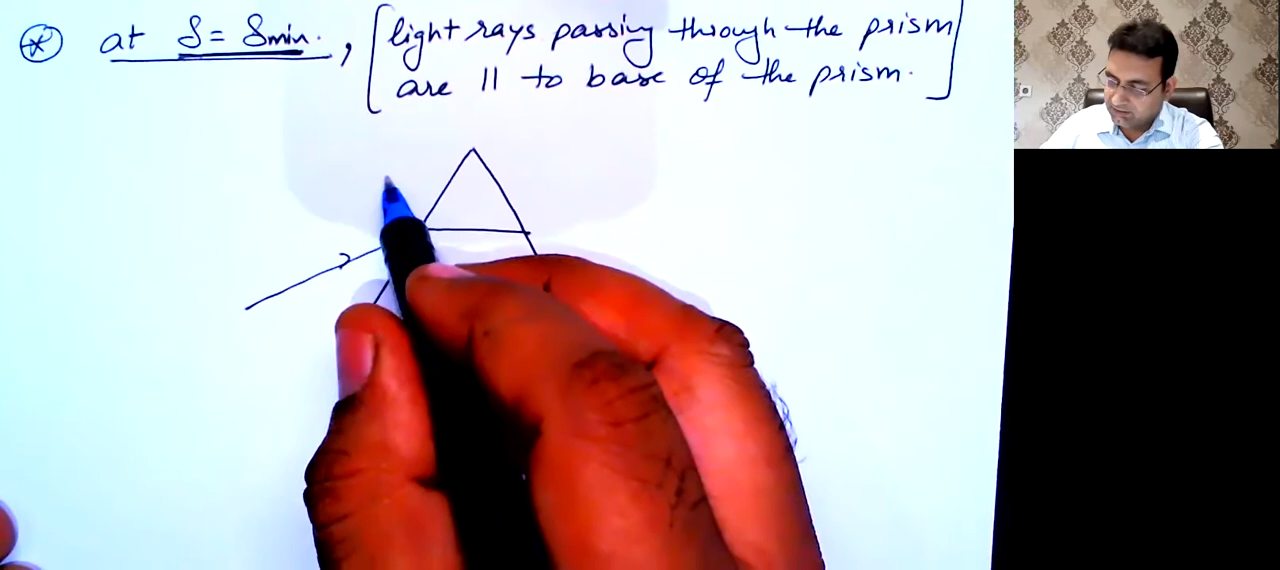 * at δ = δmin. , [light rays passing through the prism
are || to base of the prism.]